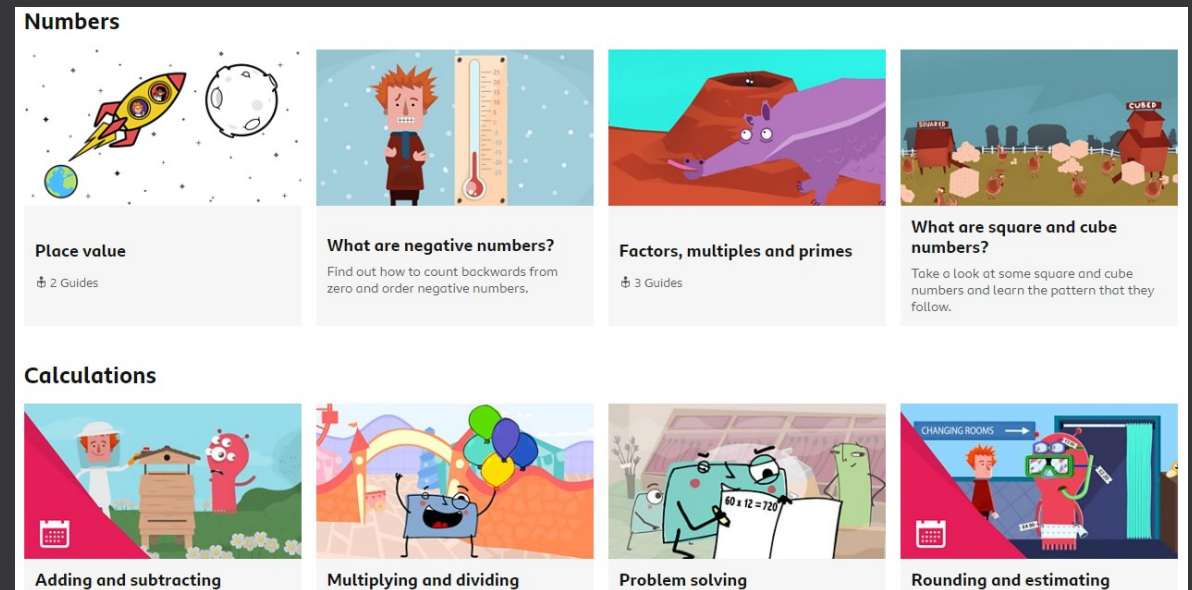 Numbers
SQUARED
CUBED
Place value
2 Guides
What are negative numbers?
Find out how to count backwards from
zero and order negative numbers.
Factors, multiples and primes
3 Guides
What are square and cube
numbers?
Take a look at some square and cube
numbers and learn the pattern that they
follow.
Calculations
60 x 12 = 720
CHANGING ROOMS
Adding and subtracting
Multiplying and dividing
Problem solving
Rounding and estimating